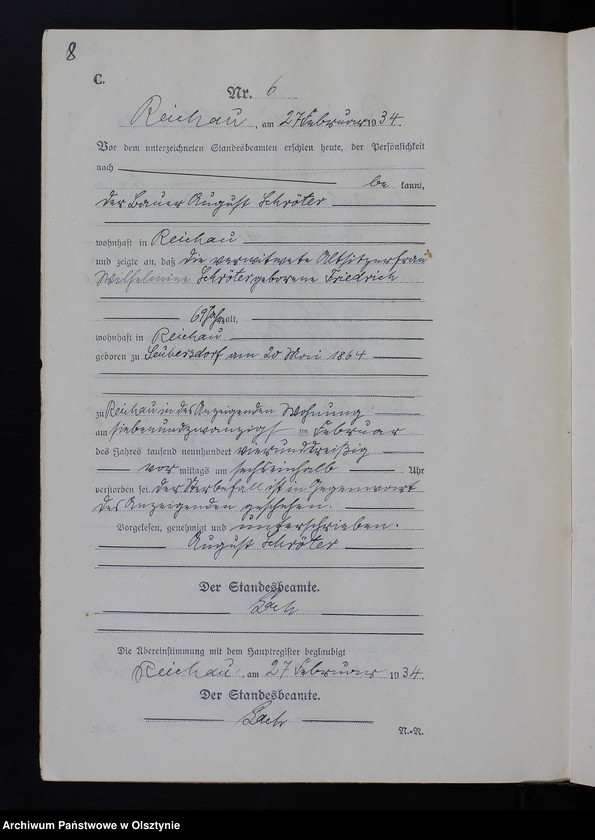 8
C.
Nr. 6
Reichau, am 27 Februar 1934.
Vor dem unterzeichneten Standesbeamten erschien heute, der Persönlichkeit
nach be kannt,
der Bauer August Schröter
wohnhaft in Reichau
und zeigte an, daß die verwitwete Altsitzerfrau
Wilhelmine Schröter geborene Friedrich
69 Jahre alt,
wohnhaft in Reichau
geboren zu am 20 Mai 1864
zu Reichau in des Anzeigenden Wohnung
am siebenundzwanzigst en Februar
des Jahres tausend neunhundert vierunddreißig
vor mittags um sechseinhalb Uhr
verstorben sei. Der Sterbefall ist in Gegenwart
des Anzeigenden geschehen.
Vorgelesen, genehmigt und unterschrieben.
August Schröter
Der Standesbeamte.
Die Übereinstimmung mit dem Hauptregister beglaubigt
Reichau, am 27 Februar 1934.
Der Standesbeamte.
N.-N.
Archiwum Państwowe w Olsztynie